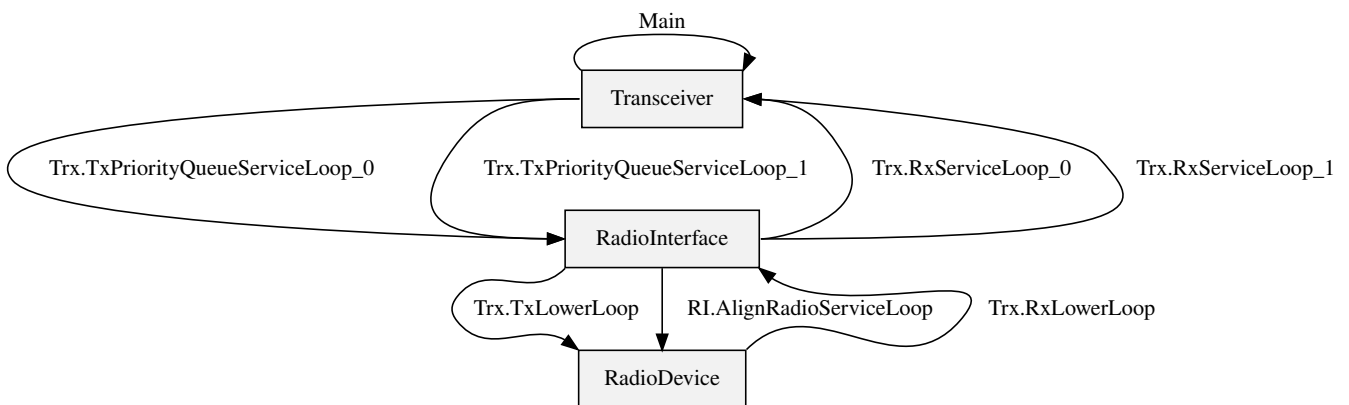 Main
Transceiver
Trx.TxPriorityQueueServiceLoop_0
Trx.TxPriorityQueueServiceLoop_1
Trx.RxServiceLoop_0
Trx.RxServiceLoop_1
RadioInterface
Trx.TxLowerLoop
RI.AlignRadioServiceLoop
Trx.RxLowerLoop
RadioDevice